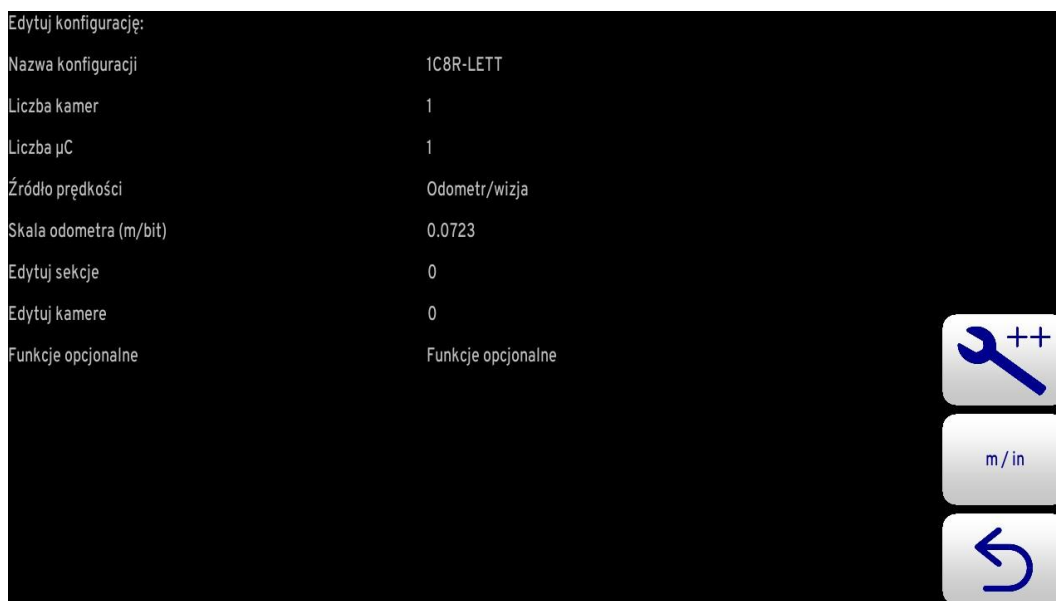 Edytuj konfigurację:
Nazwa konfiguracji 1C8R-LETT
Liczba kamer 1
Liczba µC 1
Źródło prędkości Odometr/wizja
Skala odometra (m/bit) 0.0723
Edytuj sekcje 0
Edytuj kamere 0
Funkcje opcjonalne Funkcje opcjonalne
++
m/in